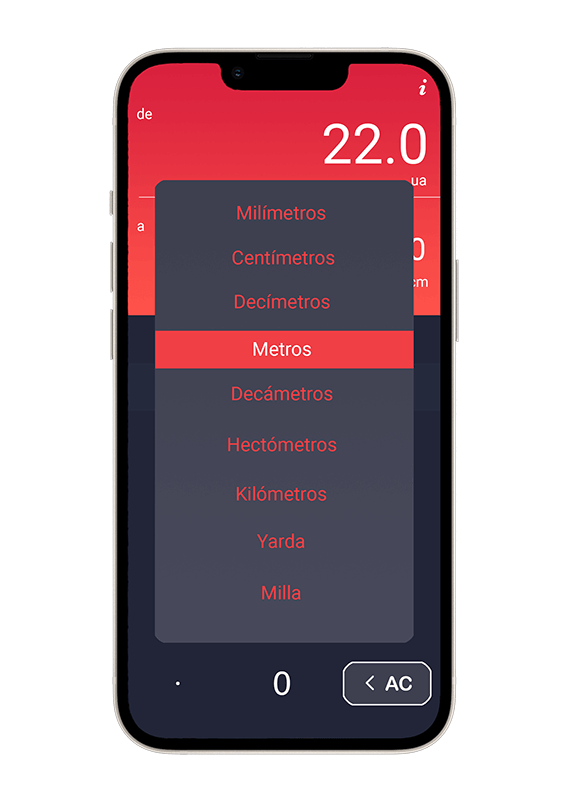 i
de
22.0
ua
a
0
cm
Milímetros
Centímetros
Decímetros
Metros
Decámetros
Hectómetros
Kilómetros
Yarda
Milla
. 0 < AC